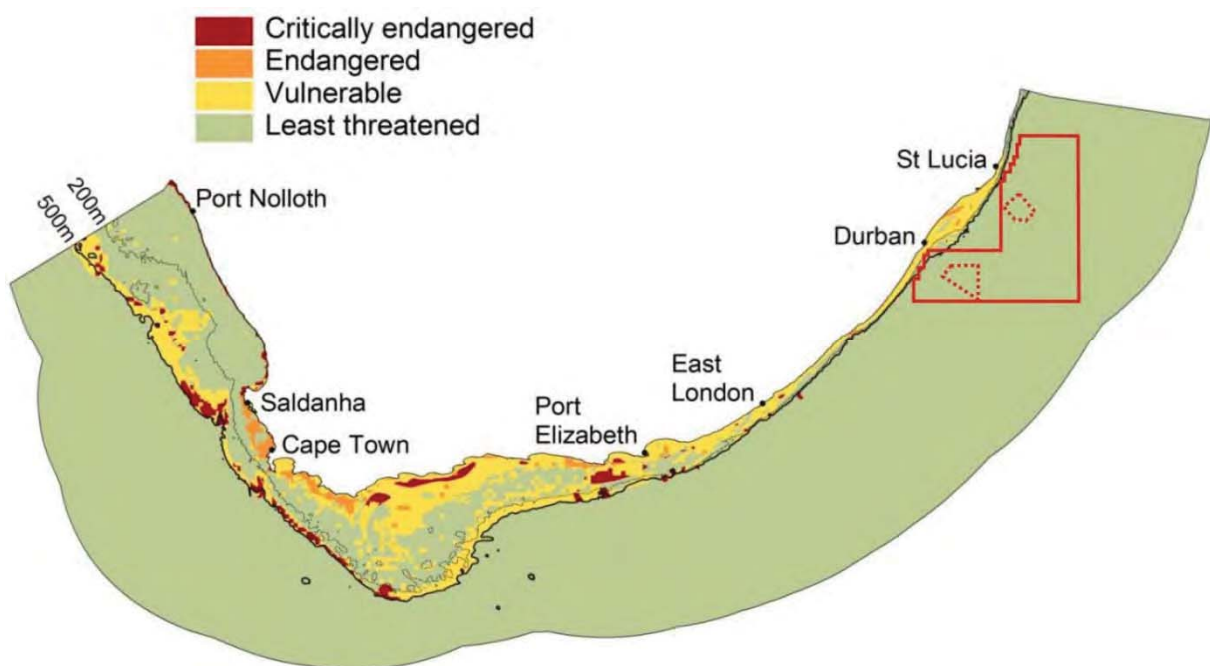 Critically endangered
Endangered
Vulnerable
Least threatened
St Lucia
200m
500m
Port Nolloth
Durban
East
London
Saldanha
Port
Elizabeth
Cape Town